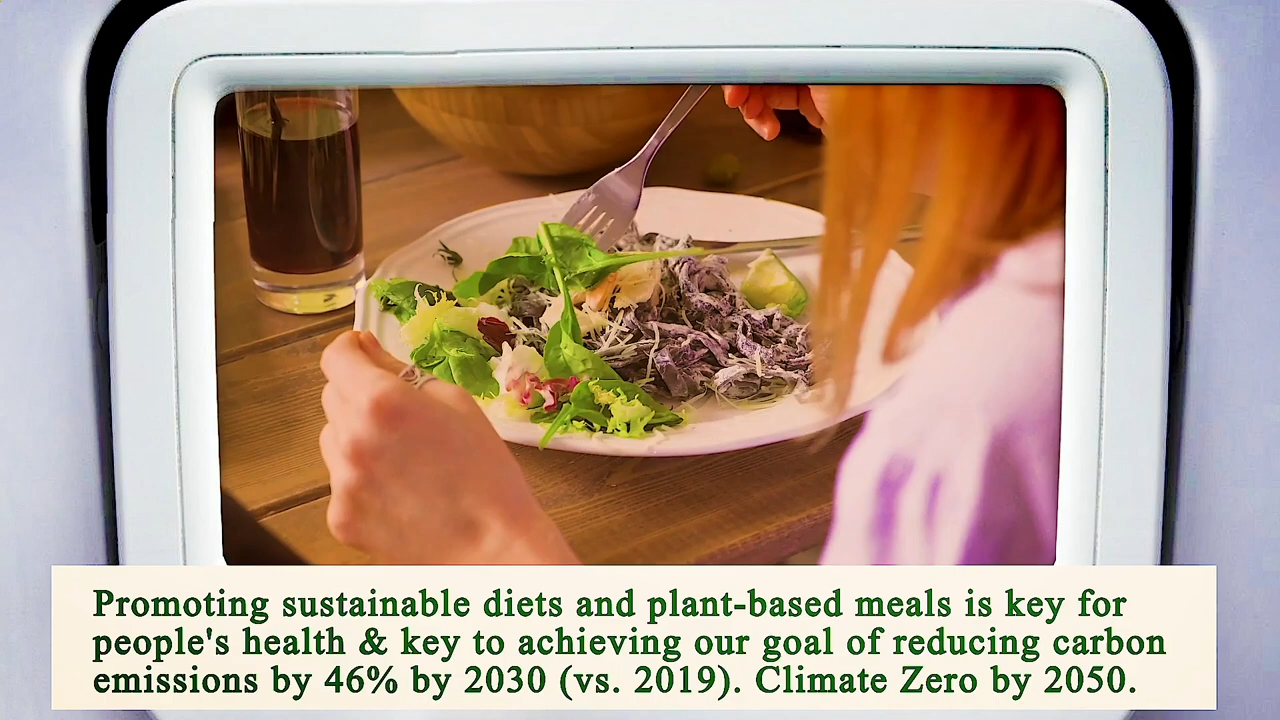 Promoting sustainable diets and plant-based meals is key for
people's health & key to achieving our goal of reducing carbon
emissions by 46% by 2030 (vs. 2019). Climate Zero by 2050.